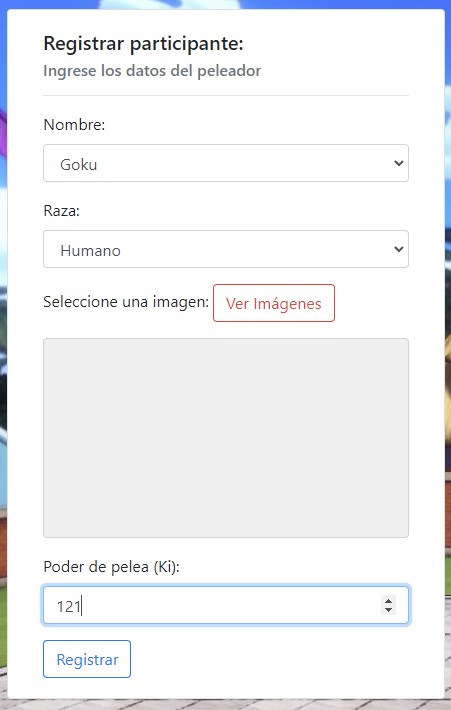 Registrar participante:
Ingrese los datos del peleador
Nombre:
Goku
Raza:
Humano
Seleccione una imagen: Ver Imágenes
Poder de pelea (Ki):
121
Registrar